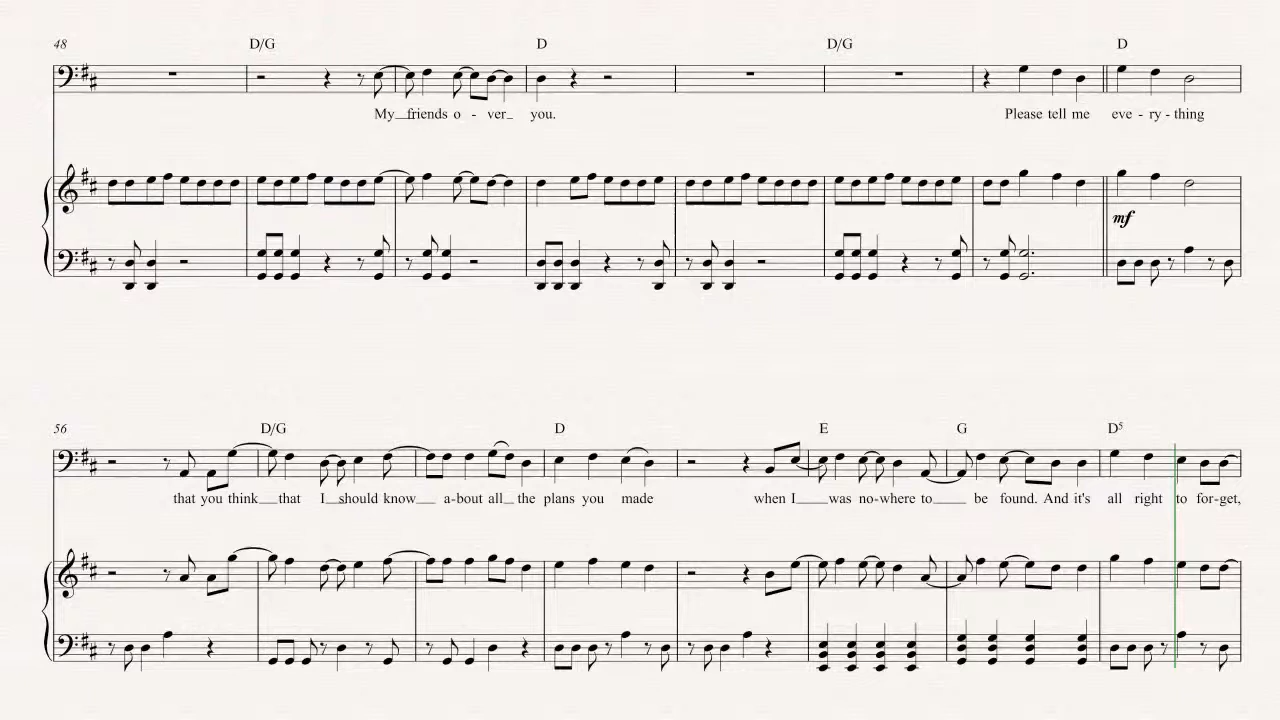 48 D/G D D/G D
My friends o - ver you. Please tell me eve - ry - thing
mf
56 D/G D E G D5
that you think that I should know a-bout all the plans you made when I was no-where to be found. And it's all right to for-get,